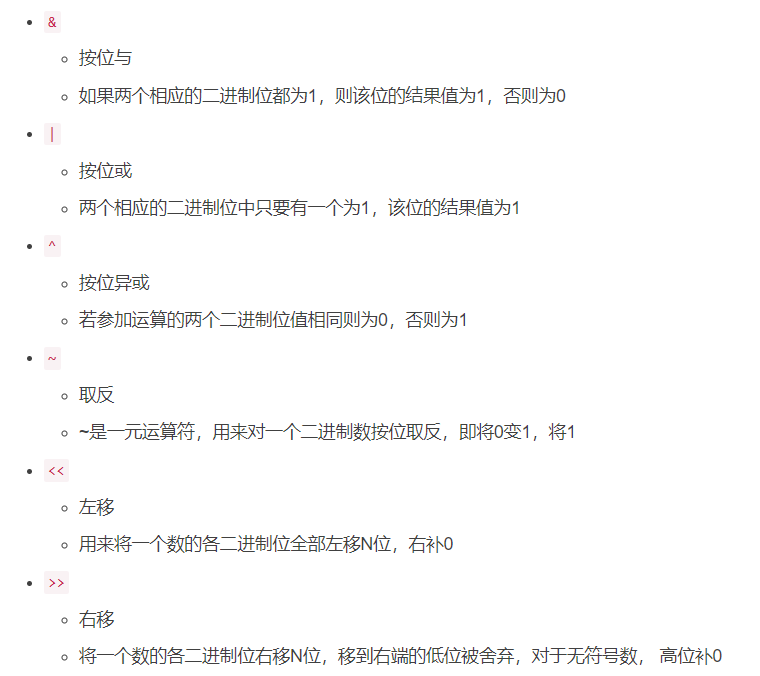 &
按位与
如果两个相应的二进制位都为1，则该位的结果值为1，否则为0
|
按位或
两个相应的二进制位中只要有一个为1，该位的结果值为1
^
按位异或
若参加运算的两个二进制位值相同则为0，否则为1
~
取反
~是一元运算符，用来对一个二进制数按位取反，即将0变1，将1
<<
左移
用来将一个数的各二进制位全部左移N位，右补0
>>
右移
将一个数的各二进制位右移N位，移到右端的低位被舍弃，对于无符号数， 高位补0